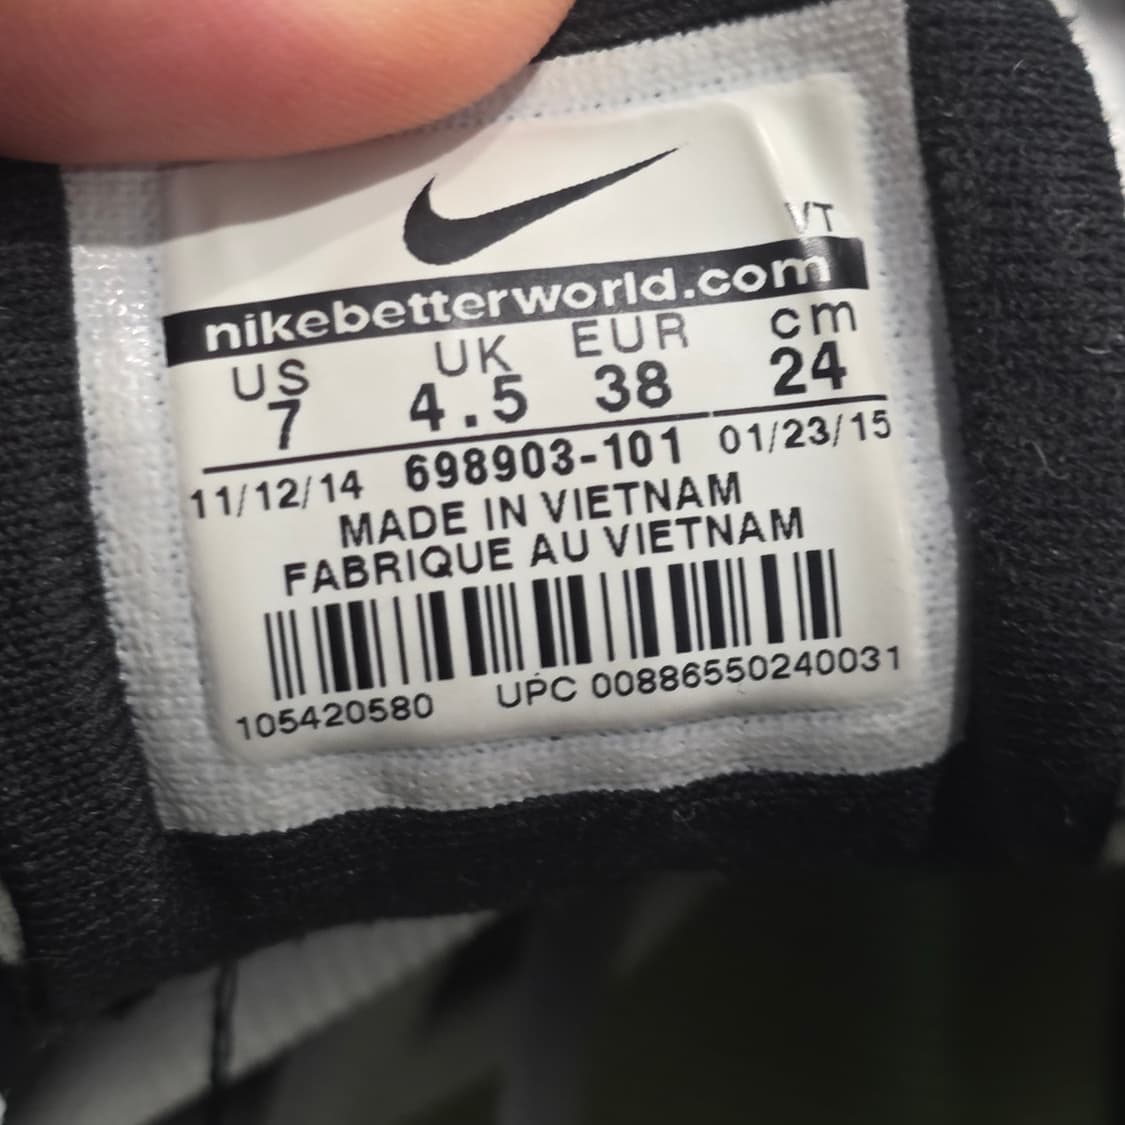 VT
nikebetterworld.com
US UK EUR cm
7 4.5 38 24
11/12/14 698903-101 01/23/15
MADE IN VIETNAM
FABRIQUE AU VIETNAM
105420580 UPC 00886550240031